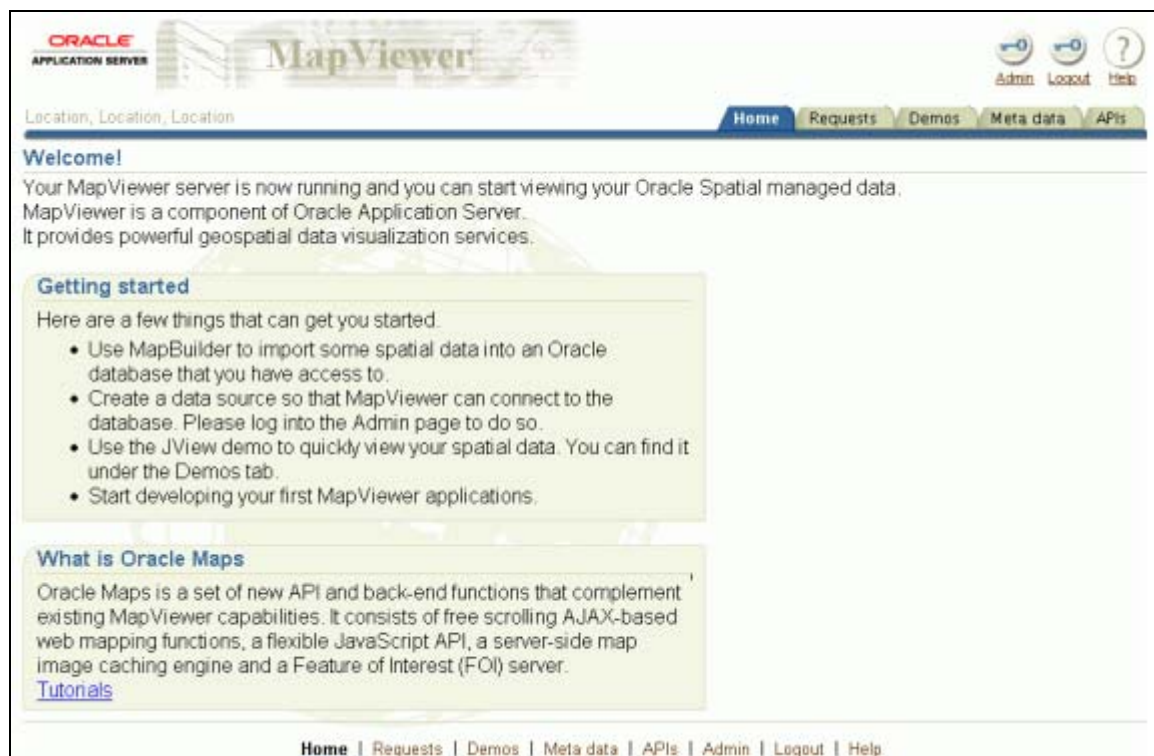 ORACLE
APPLICATION SERVER
MapViewer
Admin Logout Help
Location, Location, Location
Home Requests Demos Meta data APIs
Welcome!
Your MapViewer server is now running and you can start viewing your Oracle Spatial managed data.
MapViewer is a component of Oracle Application Server.
It provides powerful geospatial data visualization services.
Getting started
Here are a few things that can get you started.
• Use MapBuilder to import some spatial data into an Oracle
database that you have access to.
• Create a data source so that MapViewer can connect to the
database. Please log into the Admin page to do so.
• Use the JView demo to quickly view your spatial data. You can find it
under the Demos tab.
• Start developing your first MapViewer applications.
What is Oracle Maps
Oracle Maps is a set of new API and back-end functions that complement
existing MapViewer capabilities. It consists of free scrolling AJAX-based
web mapping functions, a flexible JavaScript API, a server-side map
image caching engine and a Feature of Interest (FOI) server.
Tutorials
Home | Requests | Demos | Meta data | APIs | Admin | Logout | Help